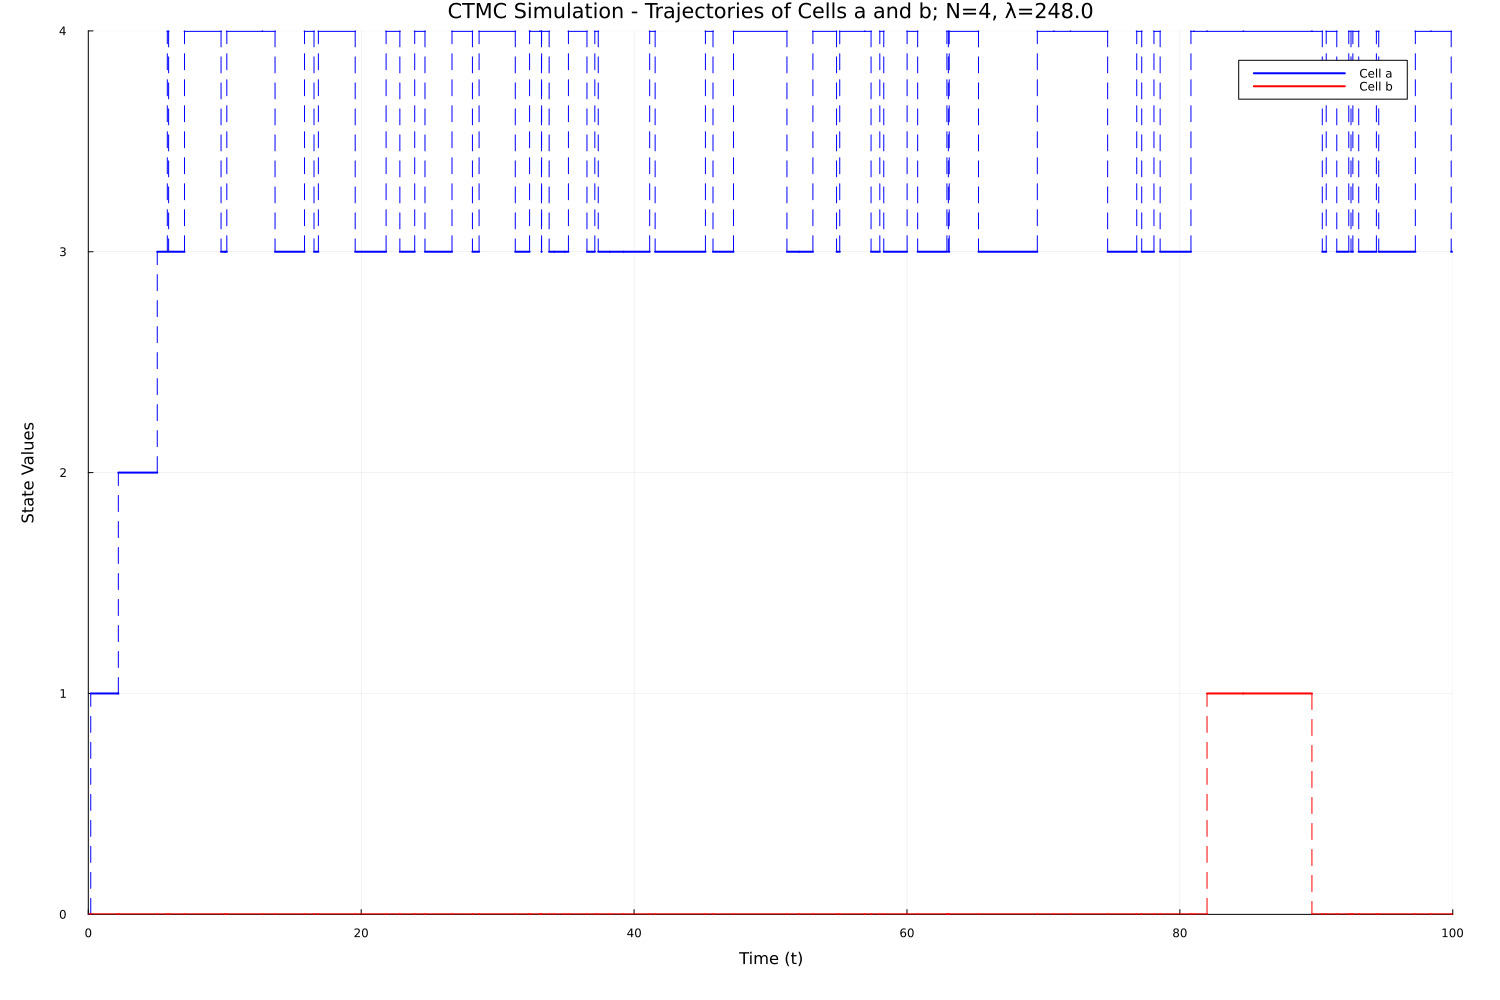 CTMC Simulation - Trajectories of Cells a and b; N=4, λ=248.0
4
Cell a
Cell b
3
State Values
2
1
0
0 20 40 60 80 100
Time (t)